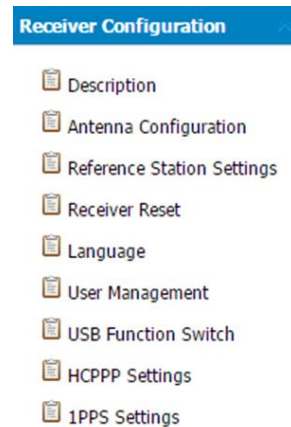 Receiver Configuration
Description
Antenna Configuration
Reference Station Settings
Receiver Reset
Language
User Management
USB Function Switch
HCPPP Settings
1PPS Settings